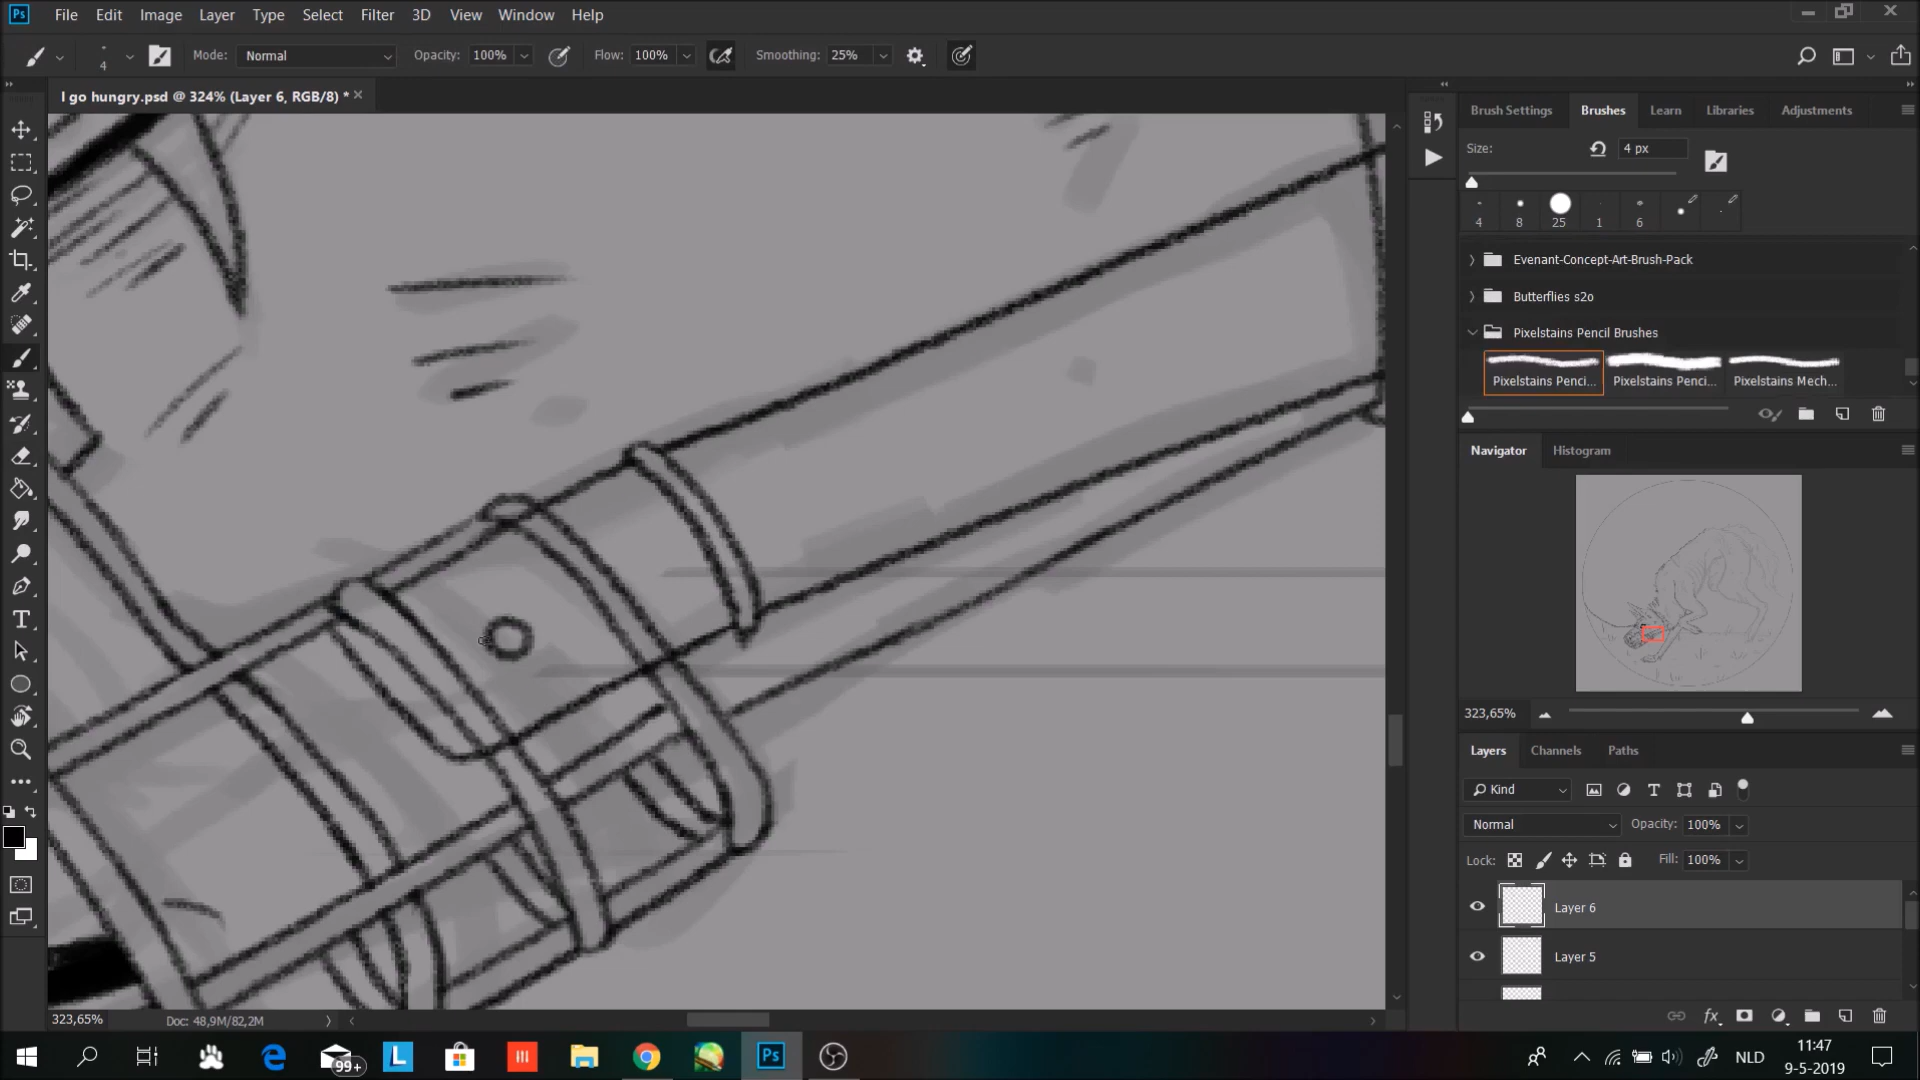 Ps File Edit Image Layer Type Select Filter 3D View Window Help
4 Mode: Normal Opacity: 100% Flow: 100% Smoothing: 25%
I go hungry.psd @ 324% (Layer 6, RGB/8) * ×
Brush Settings Brushes Learn Libraries Adjustments
Size: 4 px
4 8 25 1 6
Evenant-Concept-Art-Brush-Pack
Butterflies s2o
Pixelstains Pencil Brushes
Pixelstains Penci... Pixelstains Penci... Pixelstains Mech...
Navigator Histogram
323,65%
Layers Channels Paths
Kind
Normal Opacity: 100%
Lock: Fill: 100%
Layer 6
Layer 5
323,65% Doc: 48,9M/82,2M
99+ L Ps NLD 11:47
9-5-2019